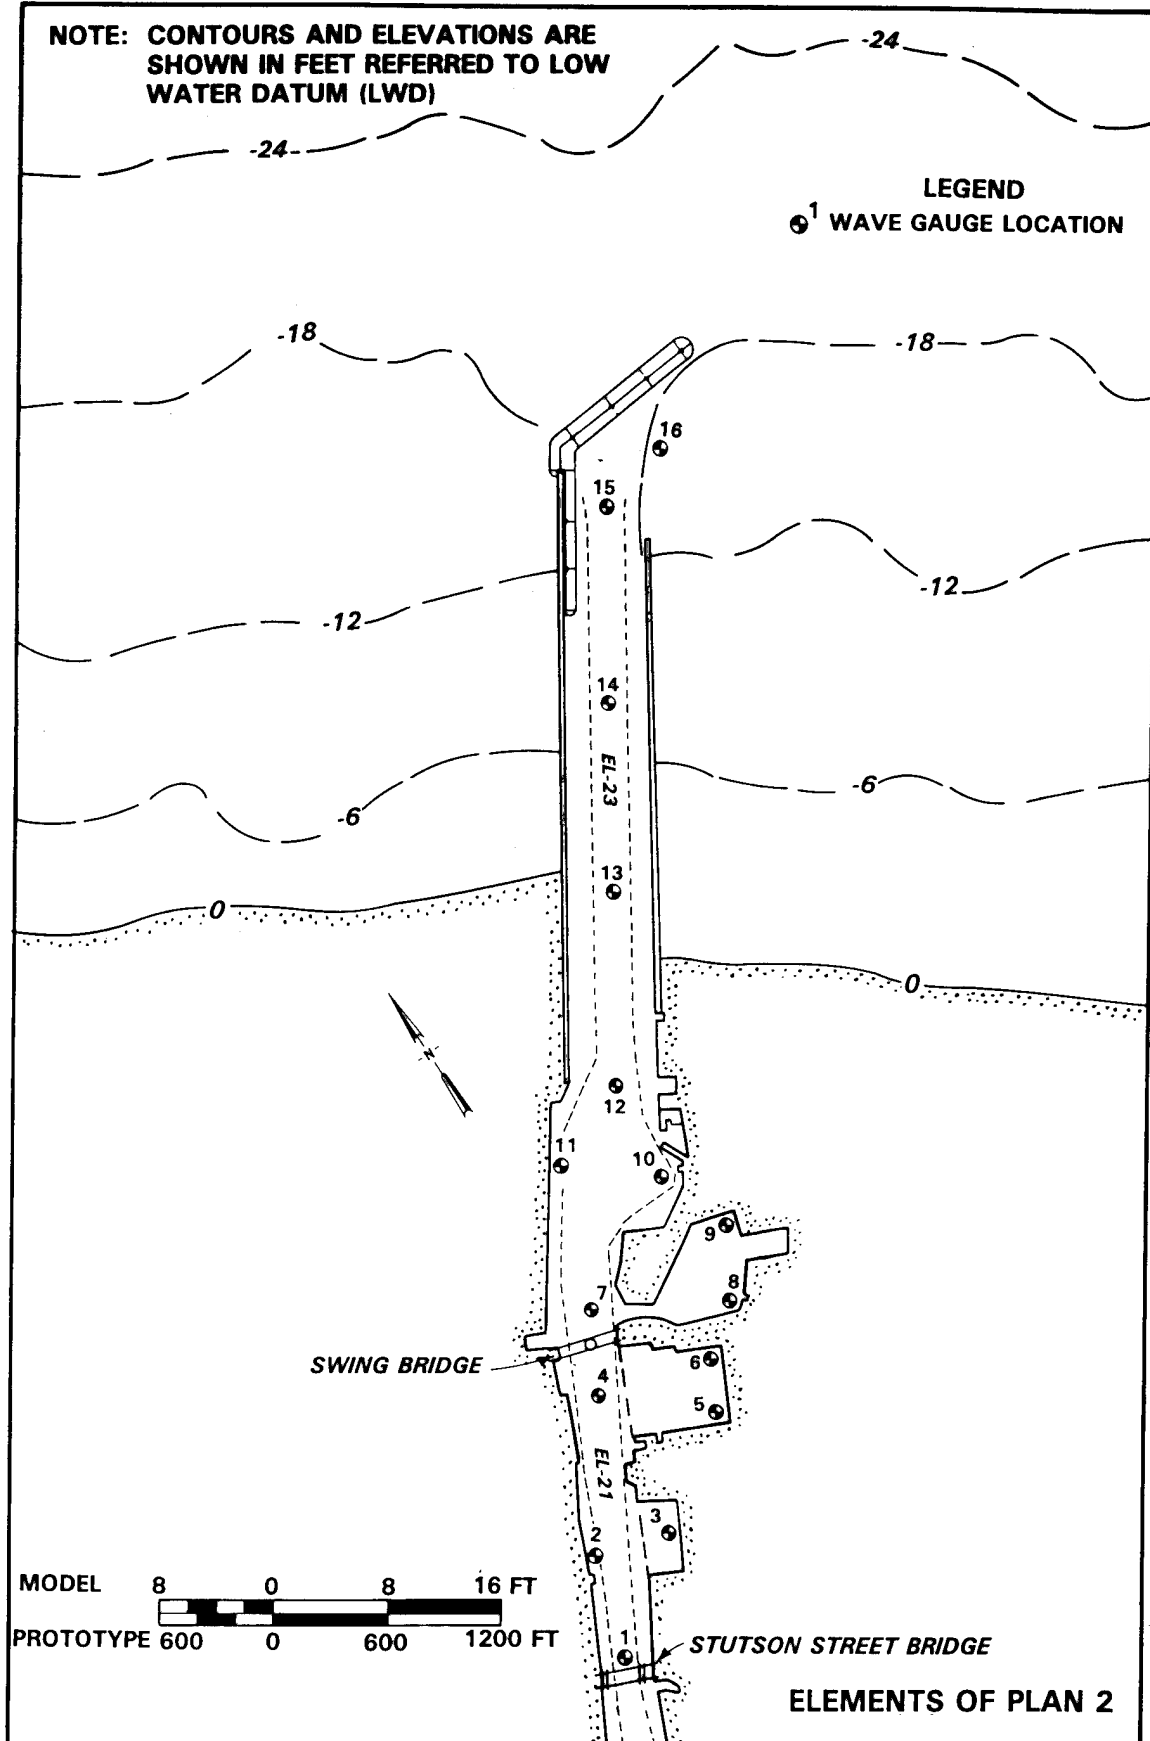 NOTE: CONTOURS AND ELEVATIONS ARE
SHOWN IN FEET REFERRED TO LOW
WATER DATUM (LWD)
-24
-24-
LEGEND
1 WAVE GAUGE LOCATION
-18
-18
16
15
-12
-12
14
EL-23
-6
-6
13
0
0
N
12
11
10
9
8
7
SWING BRIDGE
6
4
5
EL-21
3
2
MODEL 8 0 8 16 FT
PROTOTYPE 600 0 600 1200 FT
1
STUTSON STREET BRIDGE
ELEMENTS OF PLAN 2